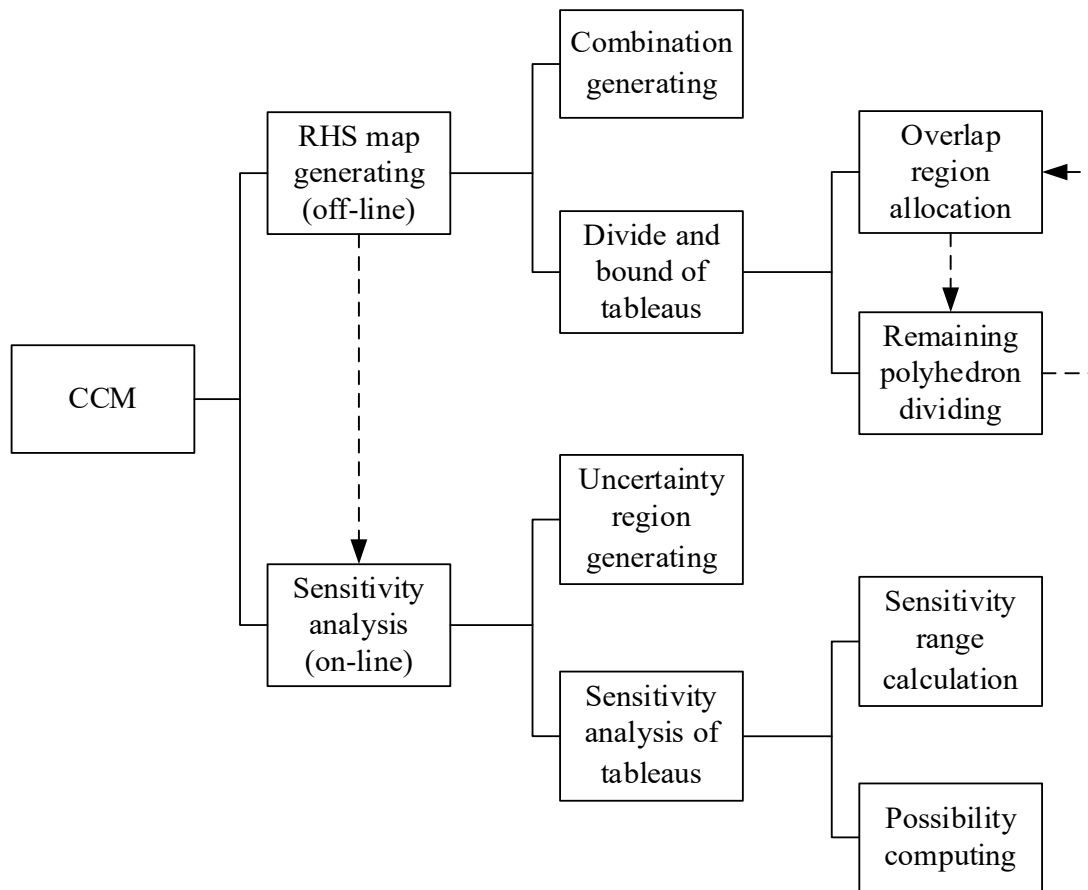 Combination
generating
RHS map
generating
(off-line)
Overlap
region
allocation
Divide and
bound of
tableaus
Remaining
polyhedron
dividing
CCM
Uncertainty
region
generating
Sensitivity
analysis
(on-line)
Sensitivity
range
calculation
Sensitivity
analysis of
tableaus
Possibility
computing